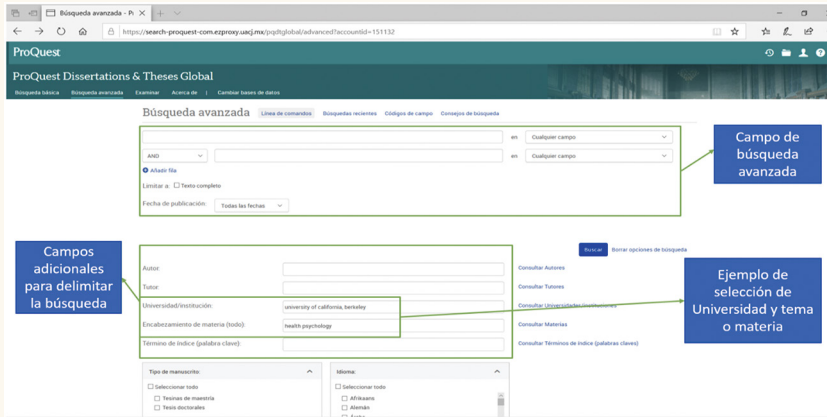 Búsqueda avanzada - Pr
https://search-proquest-com.ezproxy.uacj.mx/pqdtglobal/advanced?accountid=151132
ProQuest
ProQuest Dissertations & Theses Global
Búsqueda básica Búsqueda avanzada Examinar Acerca de | Cambiar bases de datos
Búsqueda avanzada Línea de comandos Búsquedas recientes Códigos de campo Consejos de búsqueda
en Cualquier campo
AND en Cualquier campo
Añadir fila
Limitar a: Texto completo
Fecha de publicación: Todas las fechas
Campo de
búsqueda
avanzada
Buscar Borrar opciones de búsqueda
Campos
adicionales
para delimitar
la búsqueda
Autor: Consultar Autores
Tutor: Consultar Tutores
Universidad/institución: university of california, berkeley Consultar Universidades/instituciones
Encabezamiento de materia (todo): health psychology Consultar Materias
Término de índice (palabra clave): Consultar Términos de índice (palabras claves)
Ejemplo de
selección de
Universidad y tema
o materia
Tipo de manuscrito: Idioma:
Seleccionar todo Seleccionar todo
Tesinas de maestría Afrikaans
Tesis doctorales Alemán
Árabe